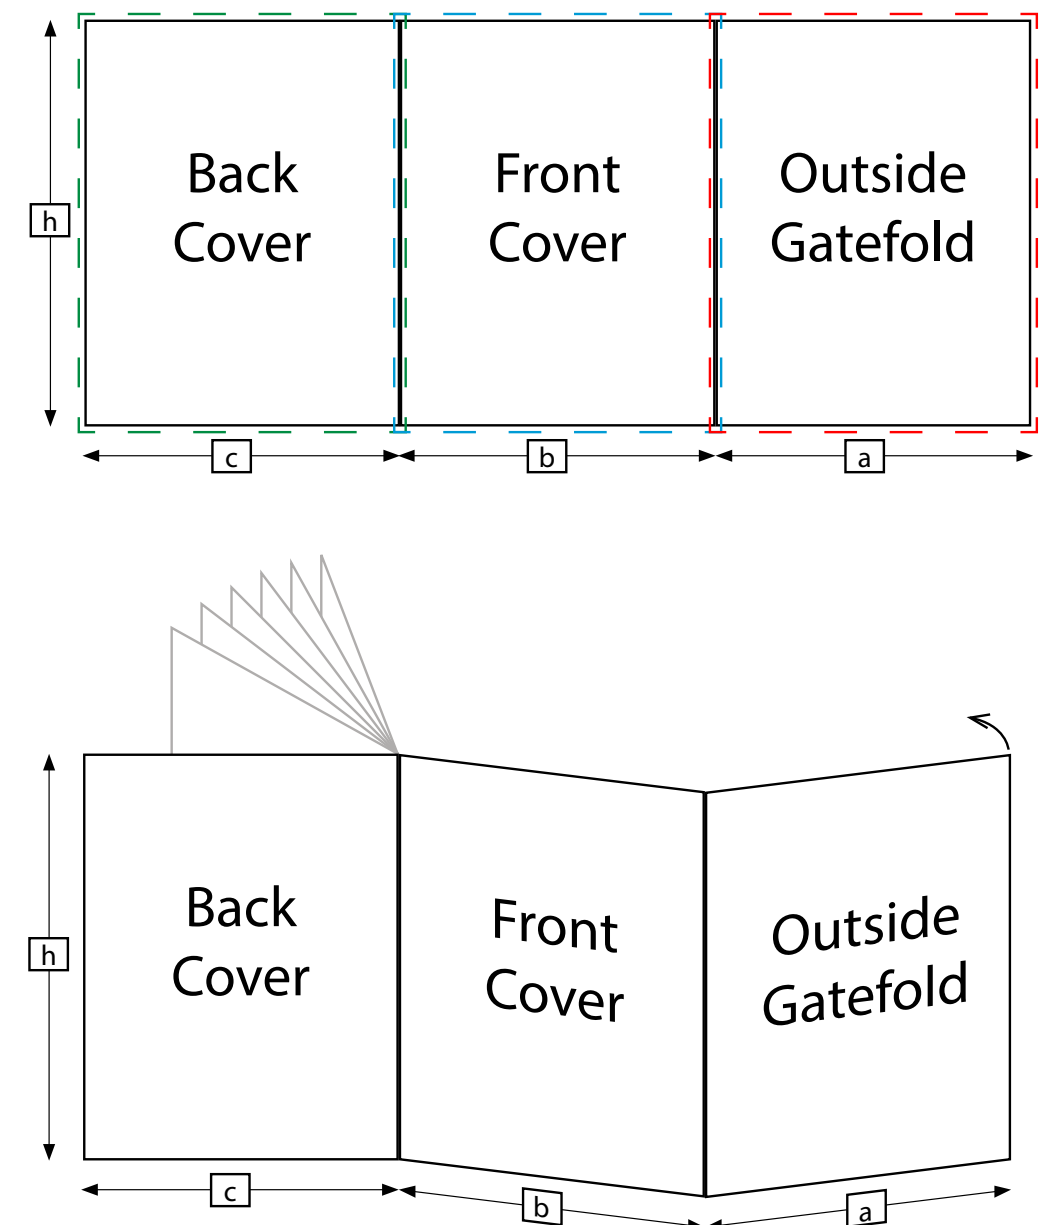 Back
Cover
Front
Cover
Outside
Gatefold
h
c
b
a
Back
Cover
Front
Cover
Outside
Gatefold
h
c
b
a